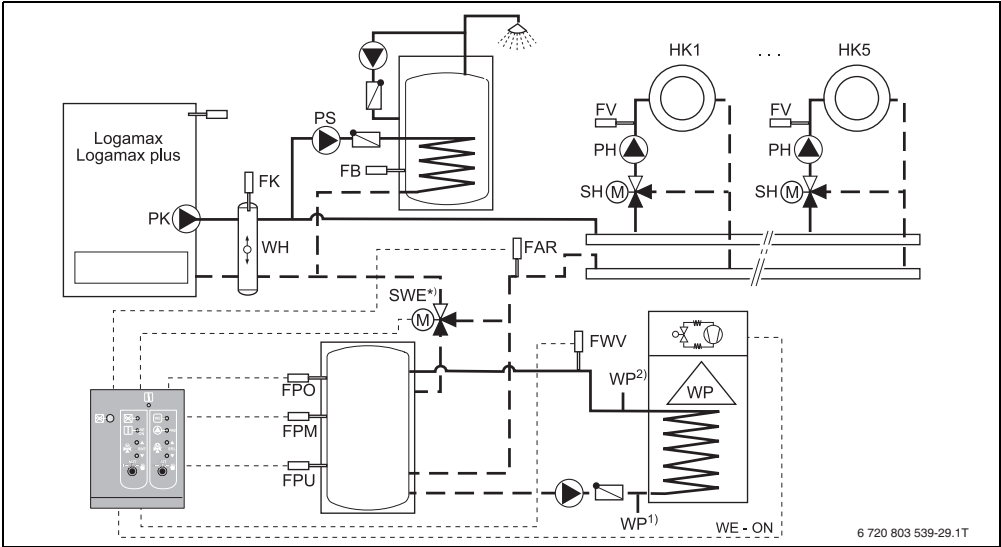 HK1
. . .
HK5
Logamax
Logamax plus
PS
FV
FV
PH
PH
FB
FK
SH
M
SH
M
PK
WH
FAR
SWE*)
M
FWV
FPO
WP2)
WP
FPM
FPU
WP1)
WE - ON
6 720 803 539-29.1T